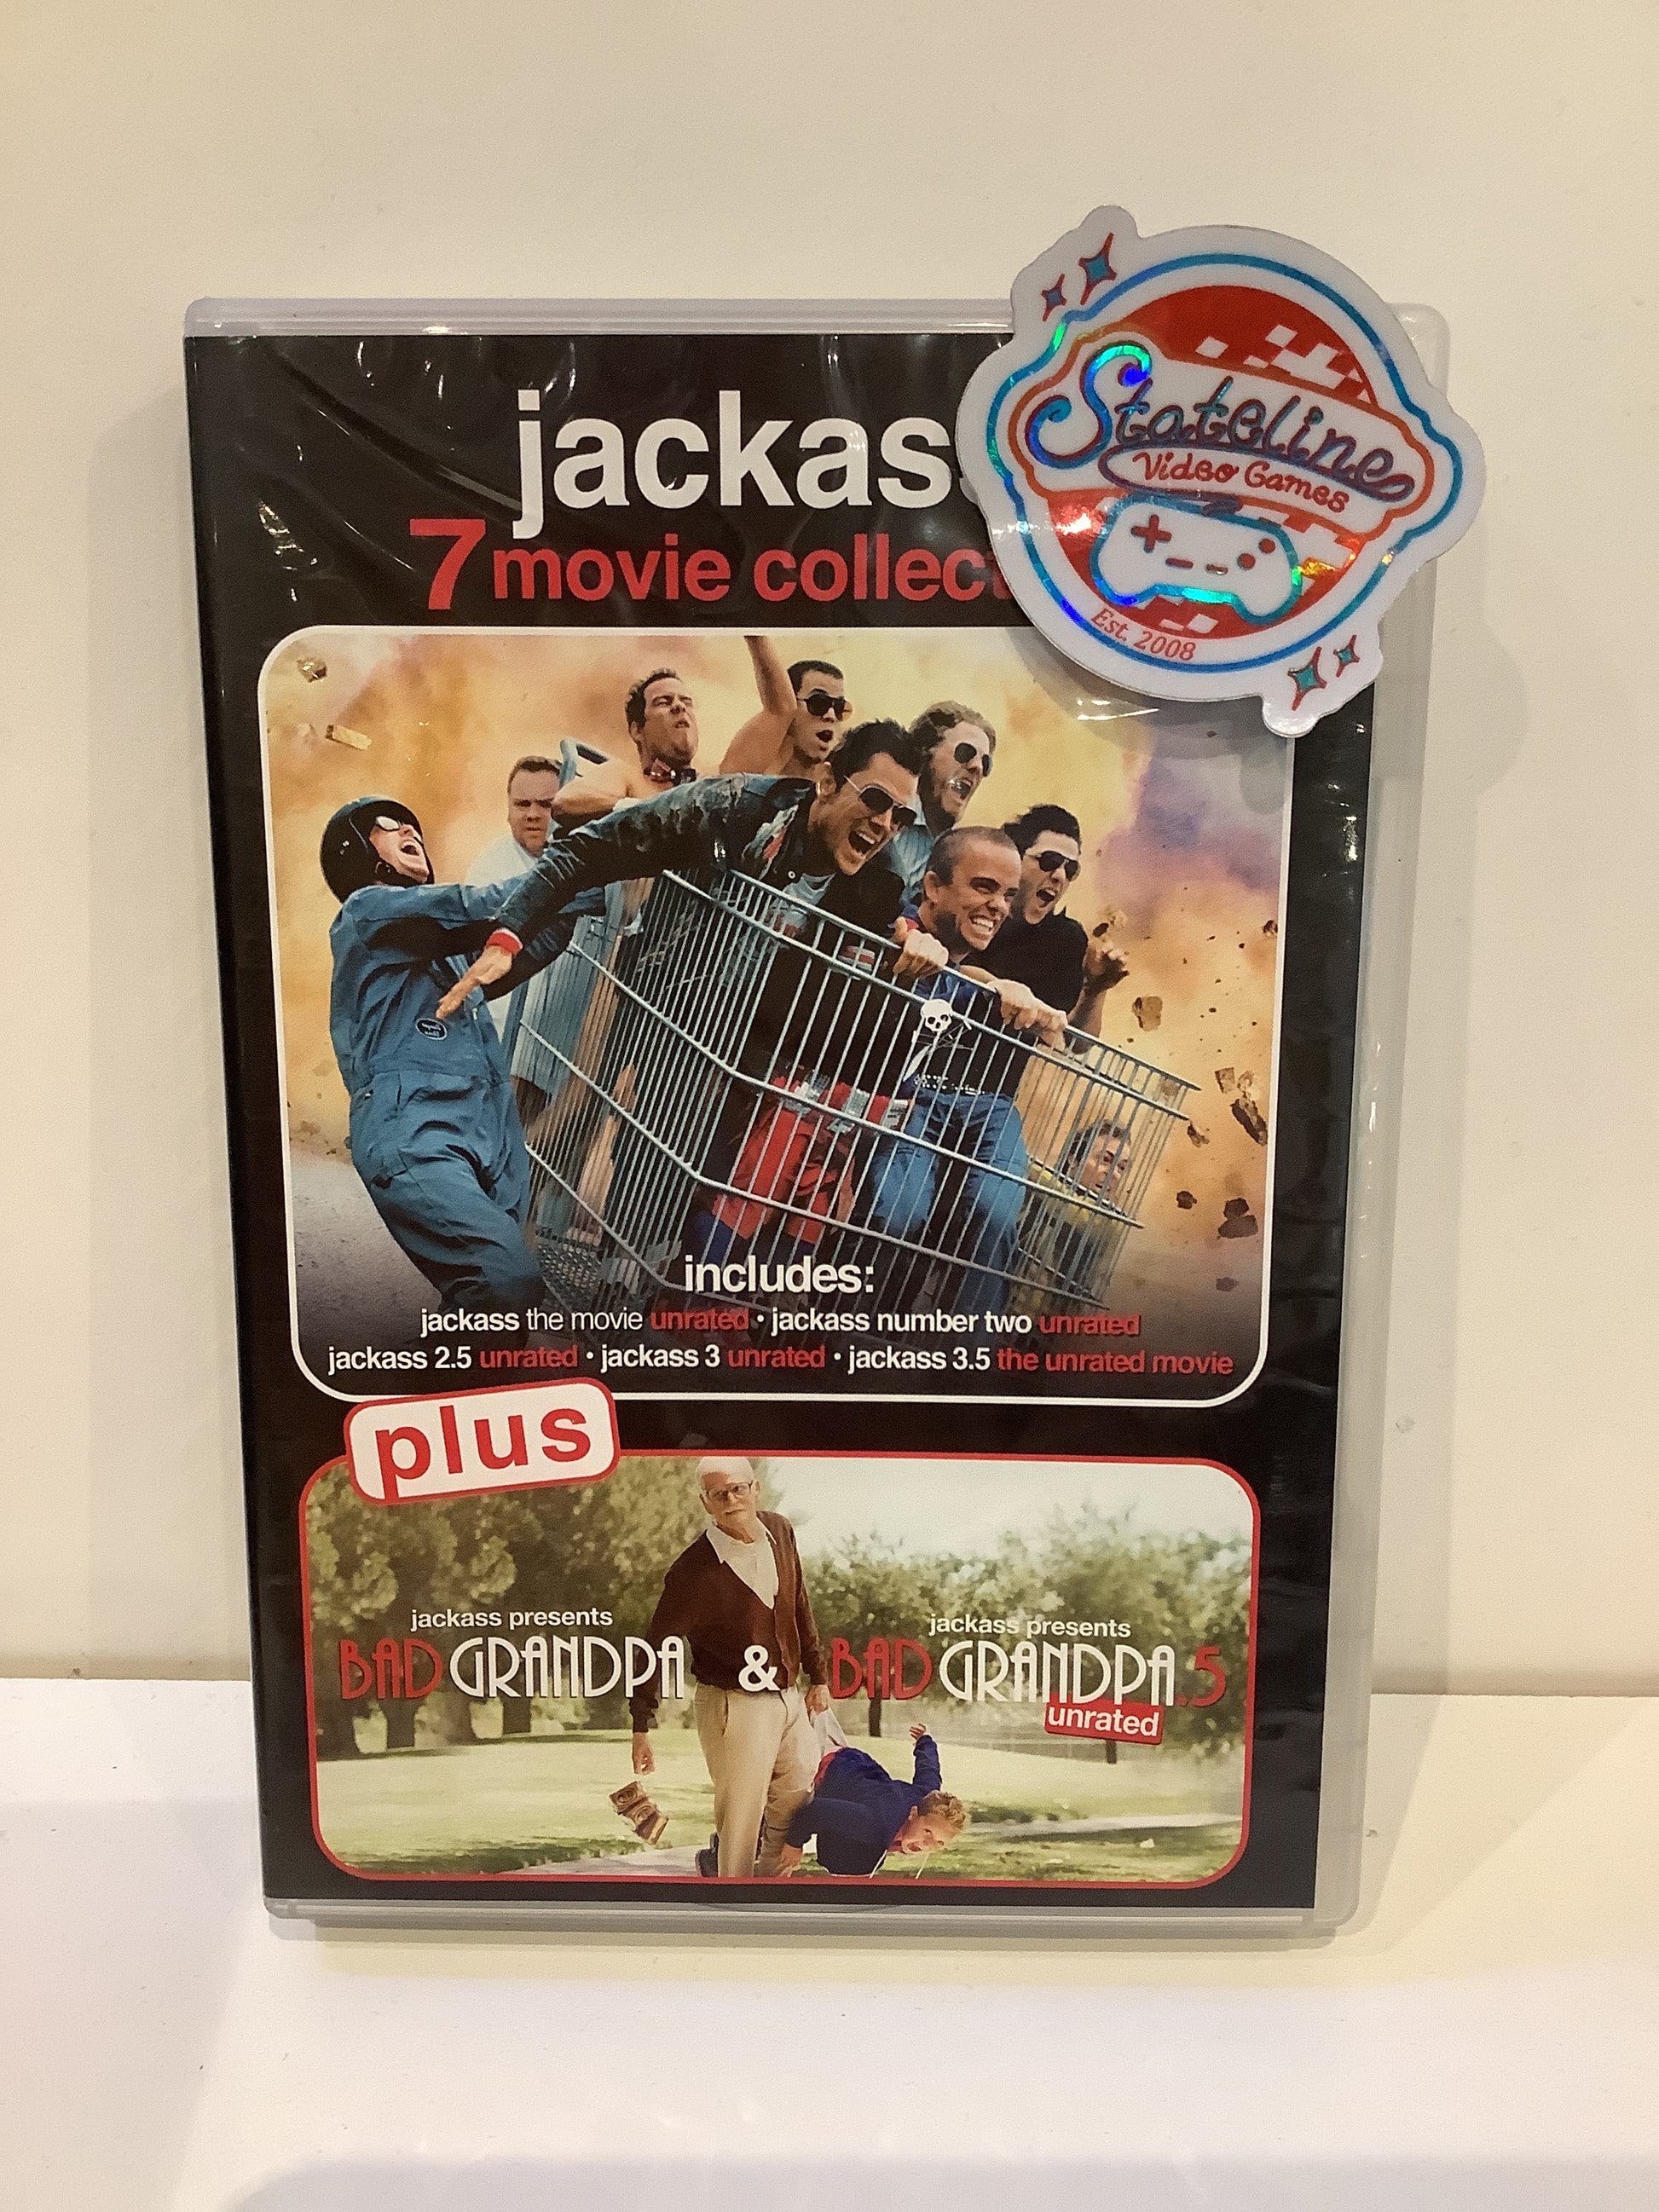 jackass
Stateline
Video Games
7 movie collect
Est. 2008
includes:
jackass the movie unrated • jackass number two unrated
jackass 2.5 unrated • jackass 3 unrated • jackass 3.5 the unrated movie
plus
jackass presents
BAD GRANDPA
&
jackass presents
BAD GRANDPA.5
unrated